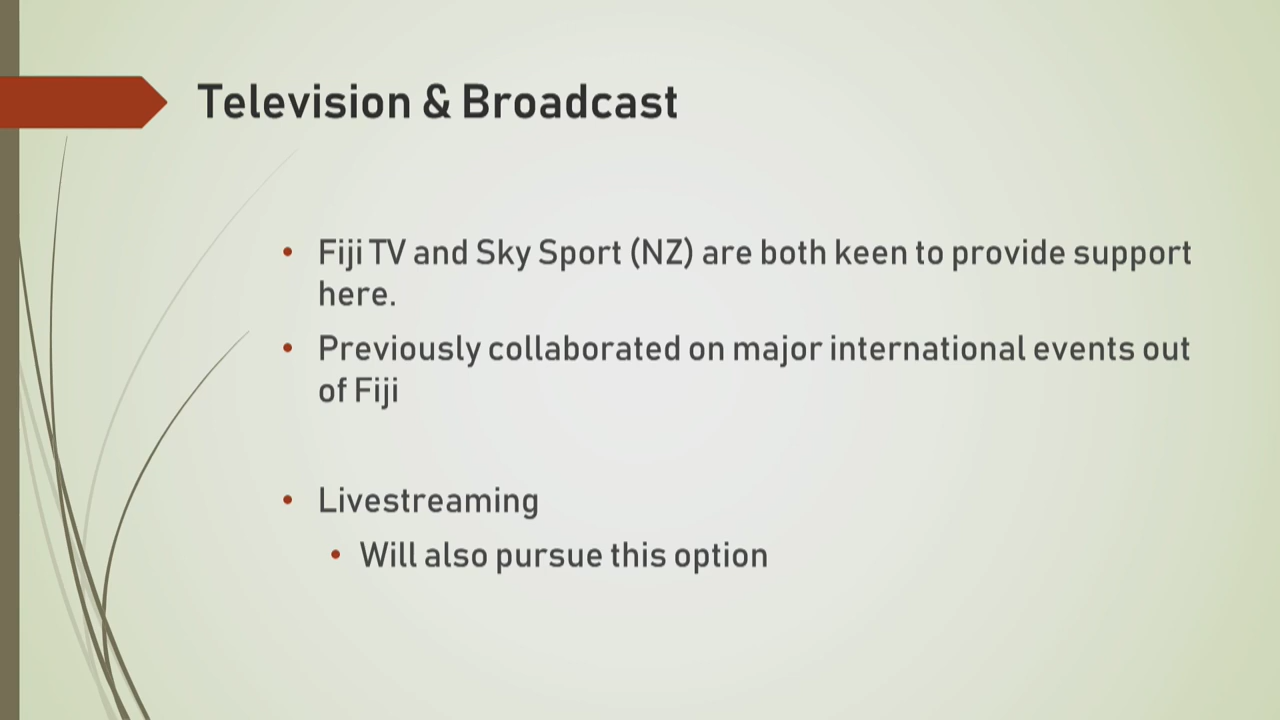 Television & Broadcast
• Fiji TV and Sky Sport (NZ) are both keen to provide support
here.
• Previously collaborated on major international events out
of Fiji
• Livestreaming
• Will also pursue this option